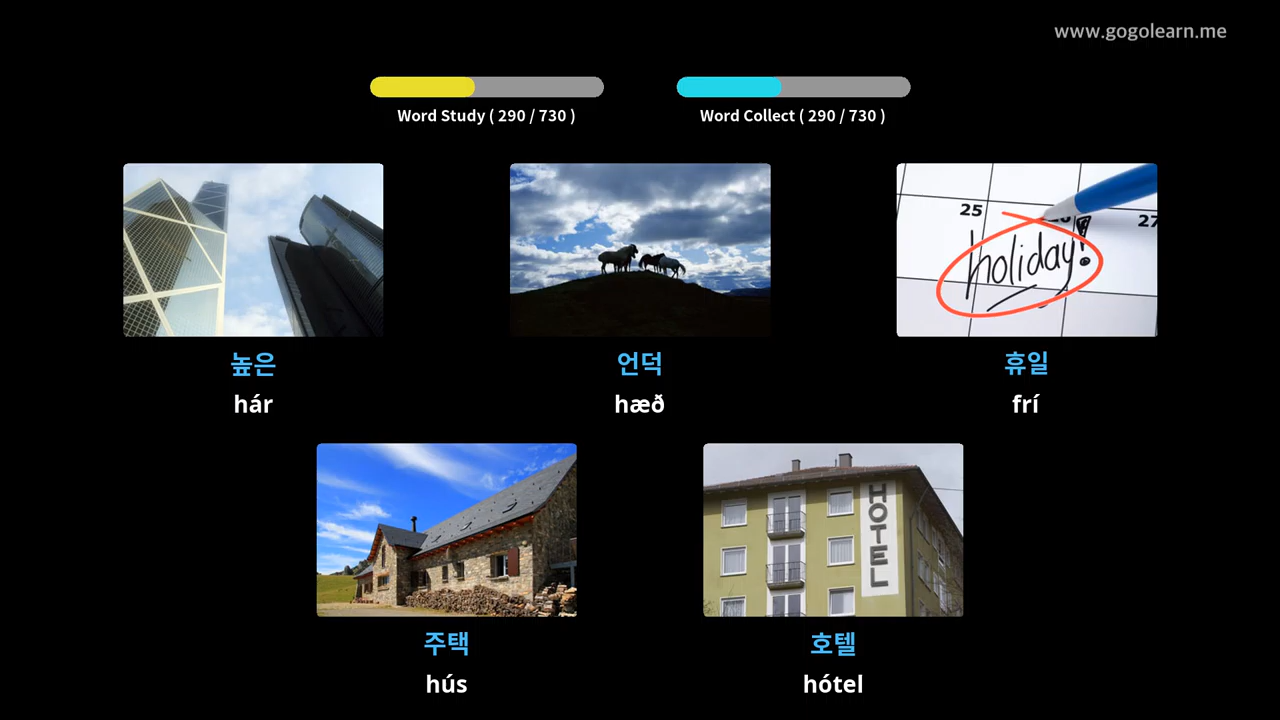 www.gogolearn.me
Word Study ( 290 / 730 )
Word Collect ( 290 / 730 )
25
27
holiday!
높은
언덕
휴일
hár
hæð
frí
HOTEL
주택
호텔
hús
hótel